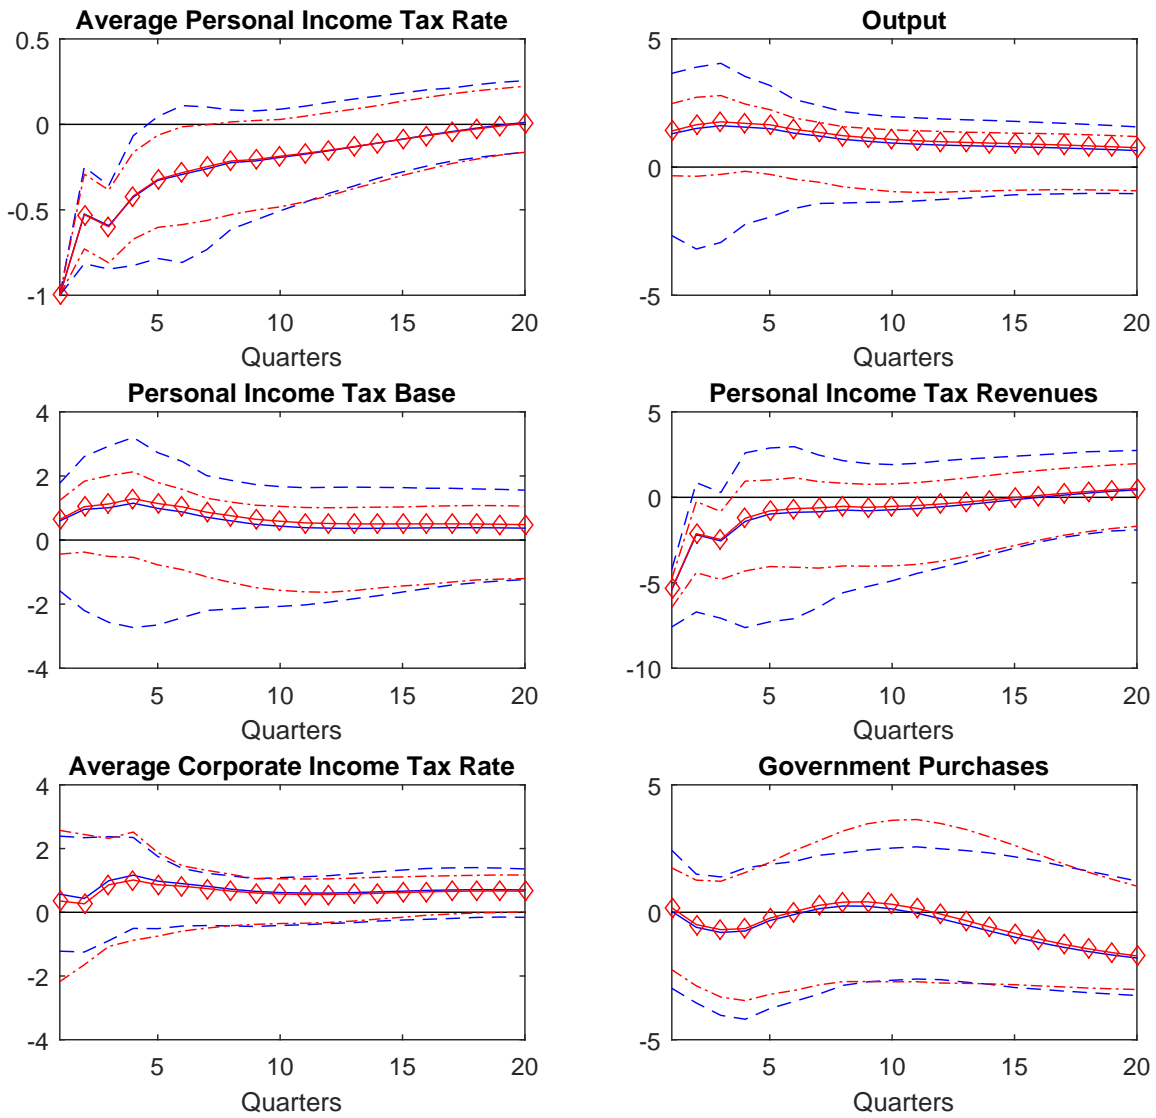 Average Personal Income Tax Rate
0.5
0
-0.5
-1
5 10 15 20
Quarters
Output
5
0
-5
5 10 15 20
Quarters
Personal Income Tax Base
4
2
0
-2
-4
5 10 15 20
Quarters
Personal Income Tax Revenues
5
0
-5
-10
5 10 15 20
Quarters
Average Corporate Income Tax Rate
4
2
0
-2
-4
5 10 15 20
Quarters
Government Purchases
5
0
-5
5 10 15 20
Quarters